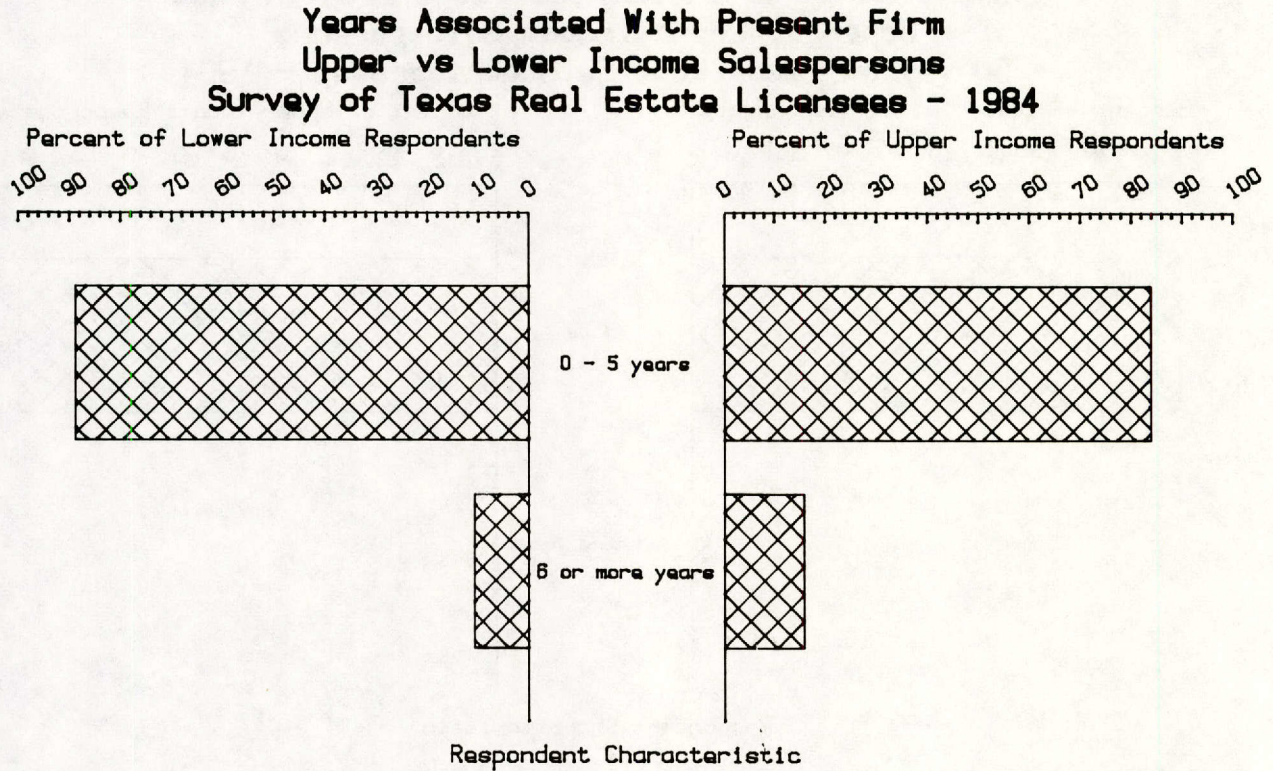 Years Associated With Present Firm
Upper vs Lower Income Salespersons
Survey of Texas Real Estate Licensees - 1984
Percent of Lower Income Respondents
100 90 80 70 60 50 40 30 20 10 0
Percent of Upper Income Respondents
0 10 20 30 40 50 60 70 80 90 100
0 - 5 years
6 or more years
Respondent Characteristic